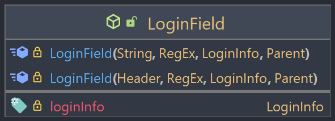 LoginField
LoginField(String, RegEx, LoginInfo, Parent)
LoginField(Header, RegEx, LoginInfo, Parent)
loginInfo LoginInfo